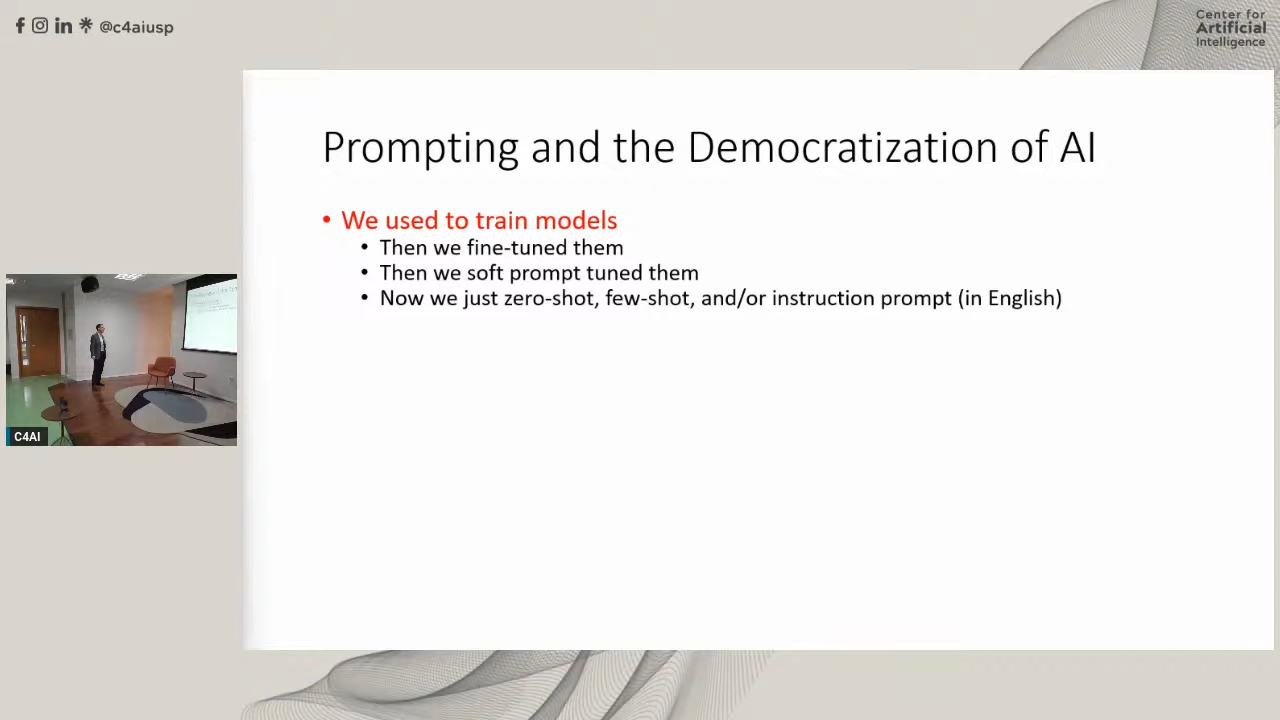 @c4aiusp
Center for
Artificial
Intelligence
Prompting and the Democratization of AI
• We used to train models
• Then we fine-tuned them
• Then we soft prompt tuned them
• Now we just zero-shot, few-shot, and/or instruction prompt (in English)
C4AI